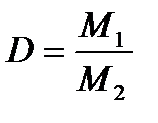 D = M₁ / M₂